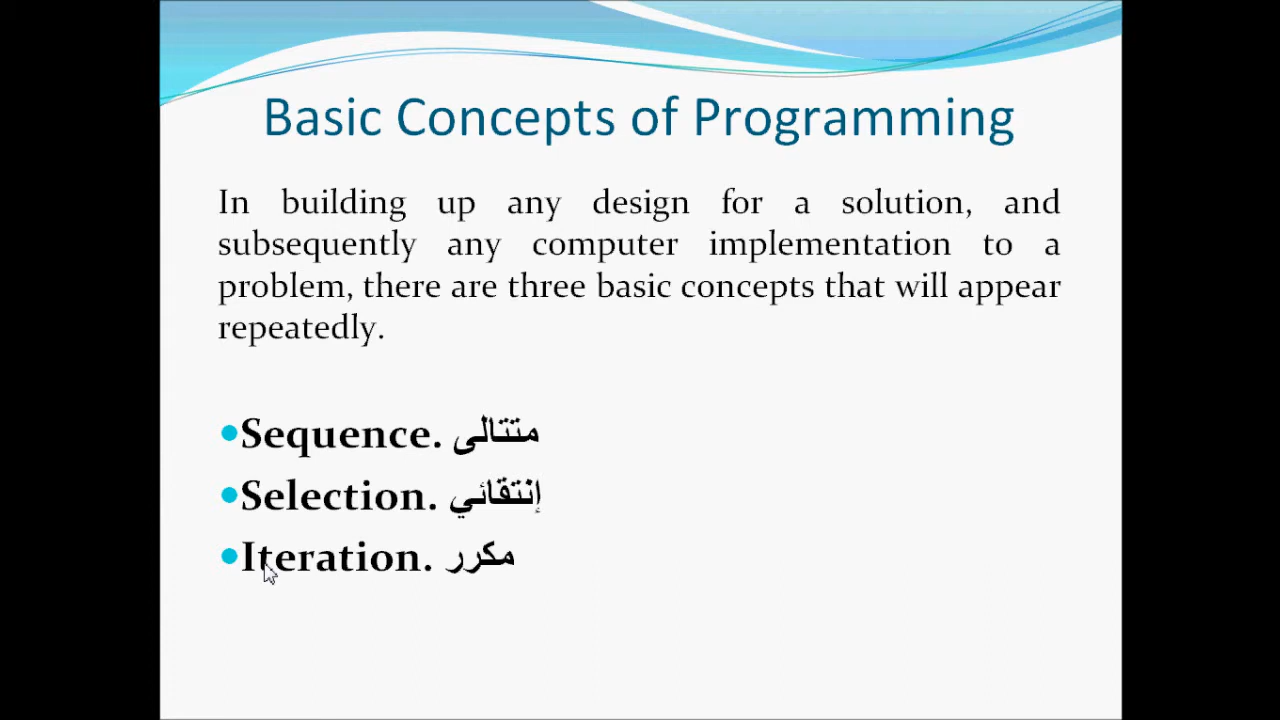 Basic Concepts of Programming
In building up any design for a solution, and
subsequently any computer implementation to a
problem, there are three basic concepts that will appear
repeatedly.
•Sequence. متتالى
•Selection. إنتقائي
•Iteration. مكرر